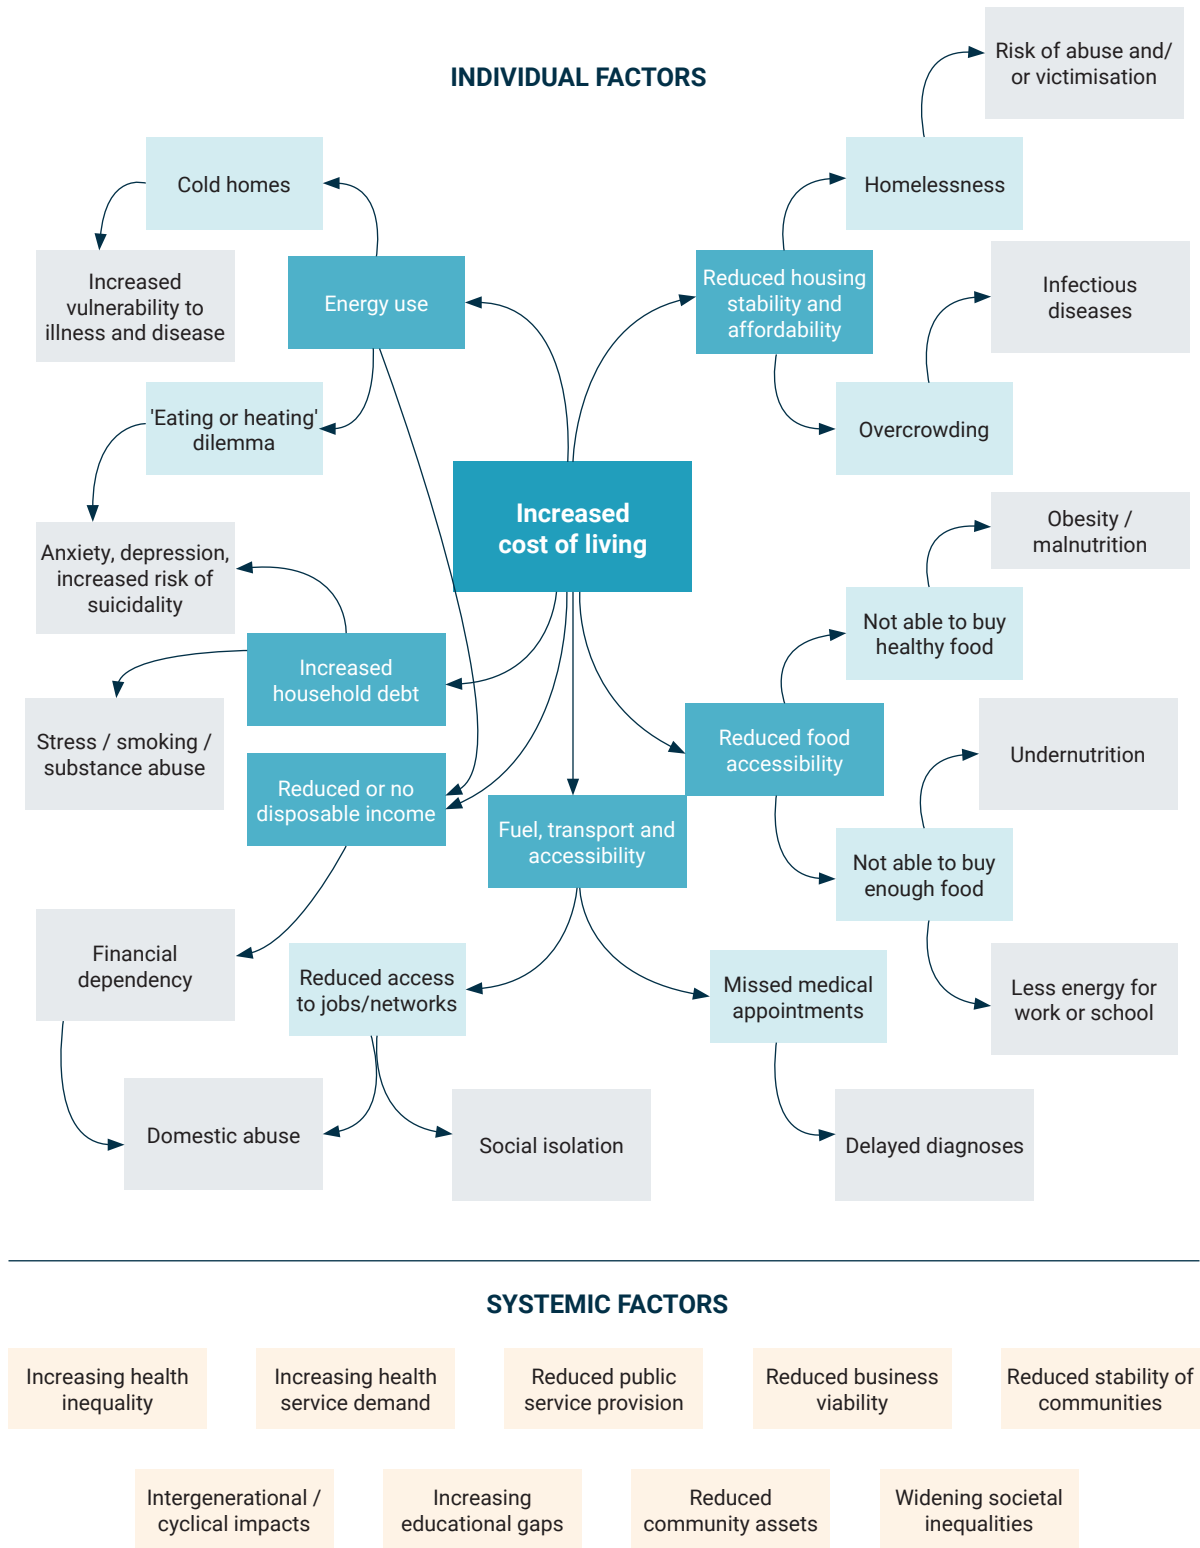 INDIVIDUAL FACTORS
Risk of abuse and/
or victimisation
Cold homes
Homelessness
Increased
vulnerability to
illness and disease
Energy use
Reduced housing
stability and
affordability
Infectious
diseases
'Eating or heating'
dilemma
Overcrowding
Increased
cost of living
Anxiety, depression,
increased risk of
suicidality
Obesity /
malnutrition
Not able to buy
healthy food
Increased
household debt
Stress / smoking /
substance abuse
Reduced food
accessibility
Undernutrition
Reduced or no
disposable income
Fuel, transport and
accessibility
Not able to buy
enough food
Financial
dependency
Reduced access
to jobs/networks
Missed medical
appointments
Less energy for
work or school
Domestic abuse
Social isolation
Delayed diagnoses
SYSTEMIC FACTORS
Increasing health
inequality
Increasing health
service demand
Reduced public
service provision
Reduced business
viability
Reduced stability of
communities
Intergenerational /
cyclical impacts
Increasing
educational gaps
Reduced
community assets
Widening societal
inequalities